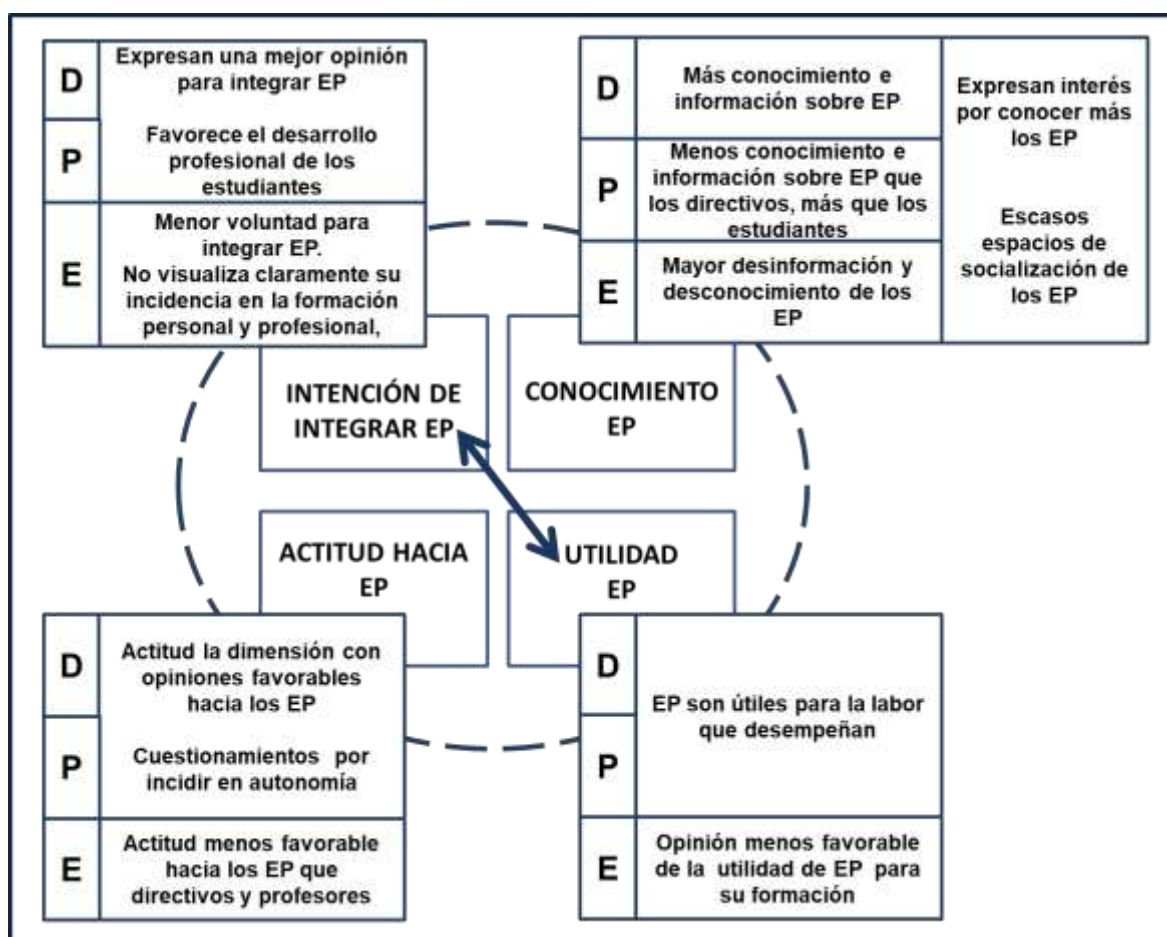 D
Expresan una mejor opinión
para integrar EP
P
Favorece el desarrollo
profesional de los
estudiantes
E
Menor voluntad para
integrar EP.
No visualiza claramente su
incidencia en la formación
personal y profesional,
D
Más conocimiento e
información sobre EP
P
Menos conocimiento e
información sobre EP que
los directivos, más que los
estudiantes
E
Mayor desinformación y
desconocimiento de los
EP
Expresan interés
por conocer más
los EP
Escasos
espacios de
socialización de
los EP
INTENCIÓN DE
INTEGRAR EP
CONOCIMIENTO
EP
ACTITUD HACIA
EP
UTILIDAD
EP
D
Actitud la dimensión con
opiniones favorables
hacia los EP
P
Cuestionamientos por
incidir en autonomía
E
Actitud menos favorable
hacia los EP que
directivos y profesores
D
P
EP son útiles para la labor
que desempeñan
E
Opinión menos favorable
de la utilidad de EP para
su formación